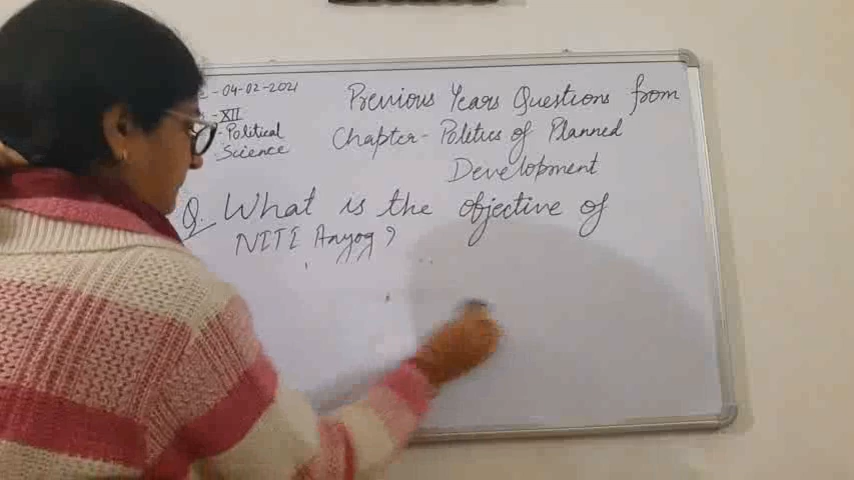 - 04-02-2021
- XII
- Political
Science
Previous Years Questions from
Chapter - Politics of Planned
Development
Q. What is the objective of
NITI Aayog?